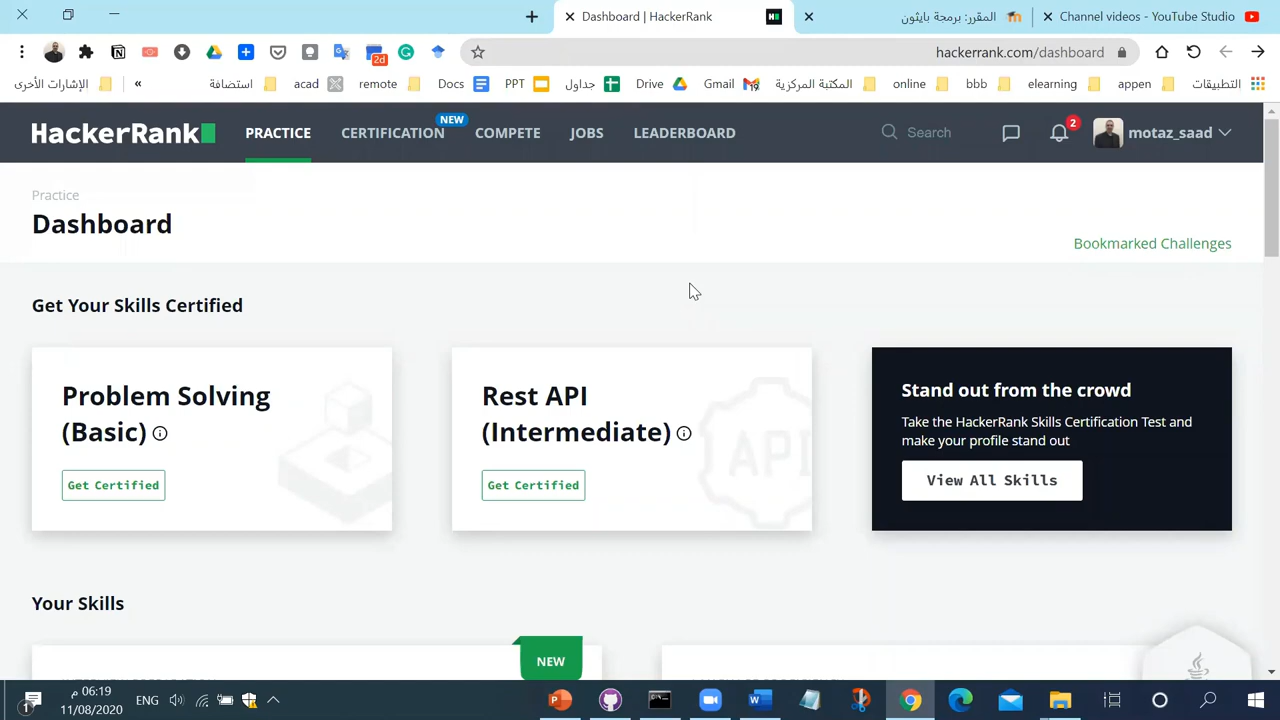 Dashboard | HackerRank
المقرر: برمجة بايثون
Channel videos - YouTube Studio
2d
hackerrank.com/dashboard
الإشارات الأخرى
«
استضافة
acad
remote
Docs
PPT
جداول
Drive
Gmail
المكتبة المركزية
online
bbb
elearning
appen
التطبيقات
HackerRank
PRACTICE
CERTIFICATION
NEW
COMPETE
JOBS
LEADERBOARD
Search
2
motaz_saad
Practice
Dashboard
Bookmarked Challenges
Get Your Skills Certified
Problem Solving
(Basic)
Get Certified
Rest API
(Intermediate)
API
Get Certified
Stand out from the crowd
Take the HackerRank Skills Certification Test and
make your profile stand out
View All Skills
Your Skills
NEW
06:19 م
11/08/2020
ENG
1